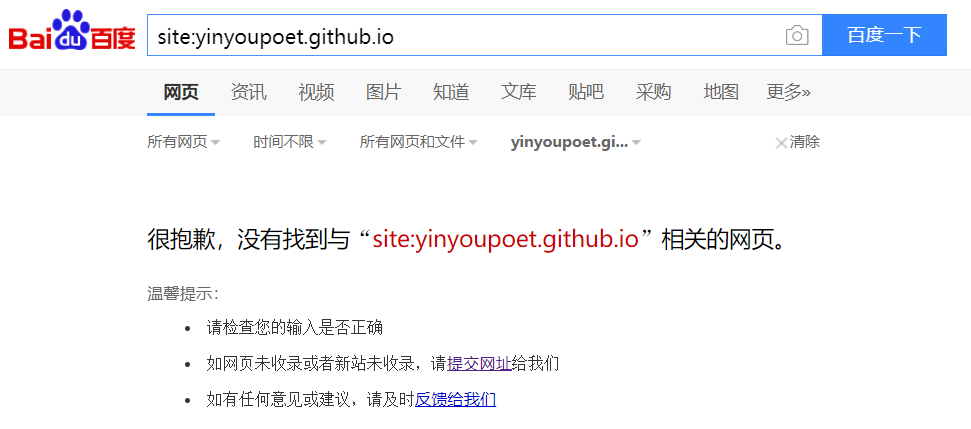 Bai du 百度 site:yinyoupoet.github.io 百度一下
网页 资讯 视频 图片 知道 文库 贴吧 采购 地图 更多»
所有网页 时间不限 所有网页和文件 yinyoupoet.gi... 清除
很抱歉，没有找到与“site:yinyoupoet.github.io”相关的网页。
温馨提示：
• 请检查您的输入是否正确
• 如网页未收录或者新站未收录，请提交网址给我们
• 如有任何意见或建议，请及时反馈给我们